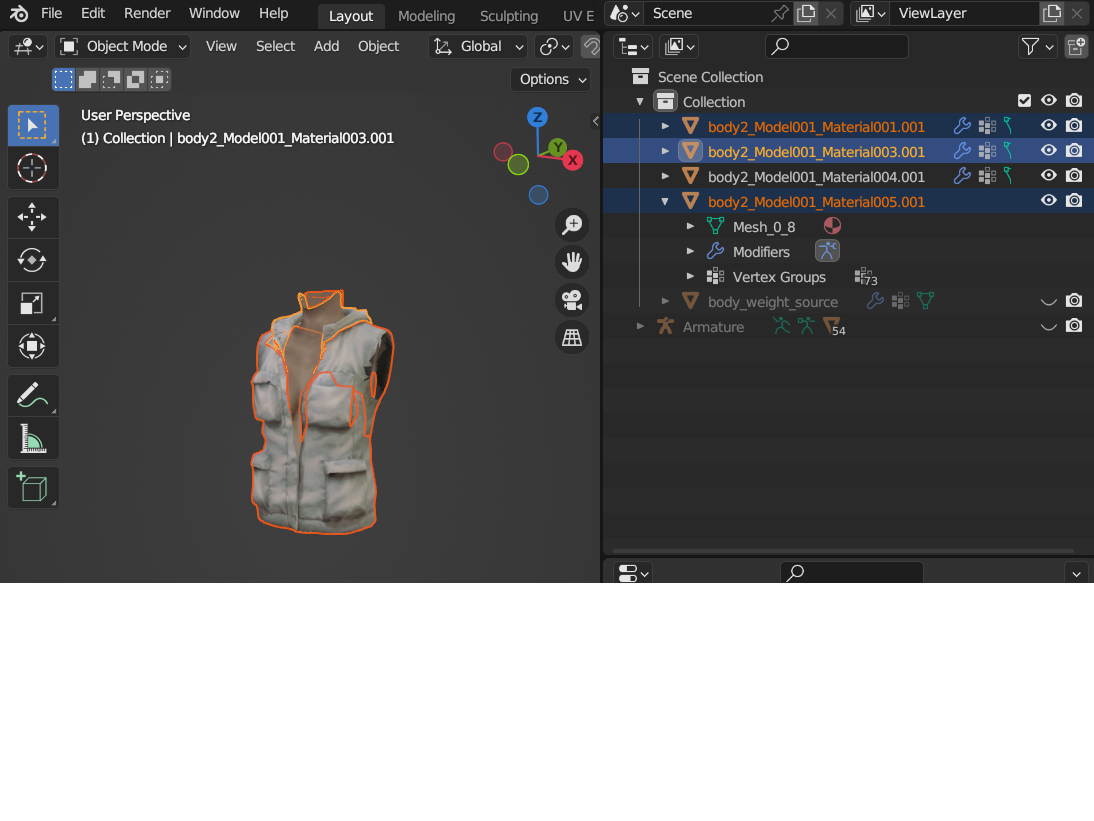 File Edit Render Window Help Layout Modeling Sculpting UV E Scene ViewLayer
Object Mode View Select Add Object Global
Options
User Perspective
(1) Collection | body2_Model001_Material003.001
Z
Y
X
Scene Collection
Collection
body2_Model001_Material001.001
body2_Model001_Material003.001
body2_Model001_Material004.001
body2_Model001_Material005.001
Mesh_0_8
Modifiers
Vertex Groups 73
body_weight_source
Armature 54